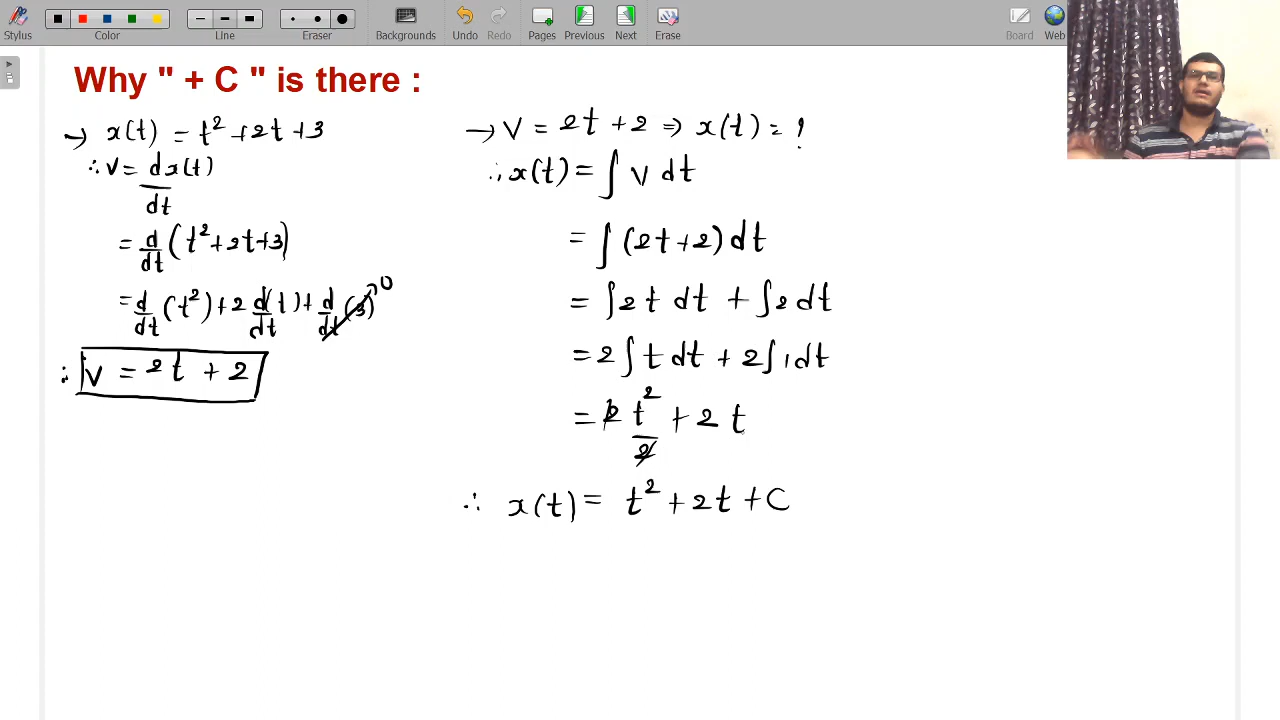 Stylus Color Line Eraser Backgrounds Undo Redo Pages Previous Next Erase Board Web
Why " + C " is there :
→ x(t) = t² + 2t + 3
∴ v = dx(t)/dt
= d/dt (t² + 2t + 3)
= d/dt (t²) + 2 d/dt (t) + d/dt (3) → 0
∴ v = 2t + 2
→ v = 2t + 2 ⇒ x(t) = ?
∴ x(t) = ∫ v dt
= ∫ (2t + 2) dt
= ∫ 2t dt + ∫ 2 dt
= 2 ∫ t dt + 2 ∫ 1 dt
= 2 t²/2 + 2t
∴ x(t) = t² + 2t + C